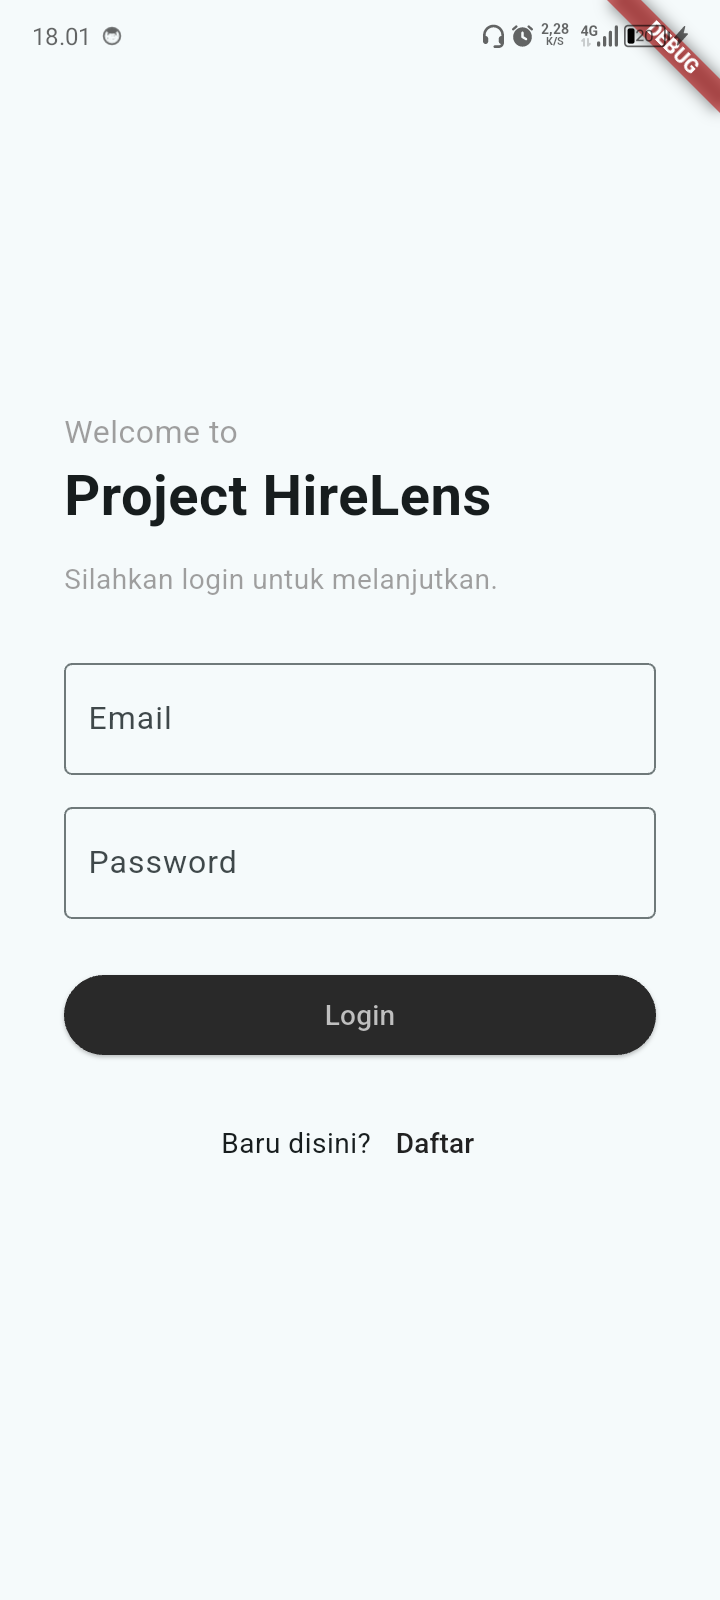 18.01
2,28
K/S
4G
20
DEBUG
Welcome to
Project HireLens
Silahkan login untuk melanjutkan.
Email
Password
Login
Baru disini? Daftar